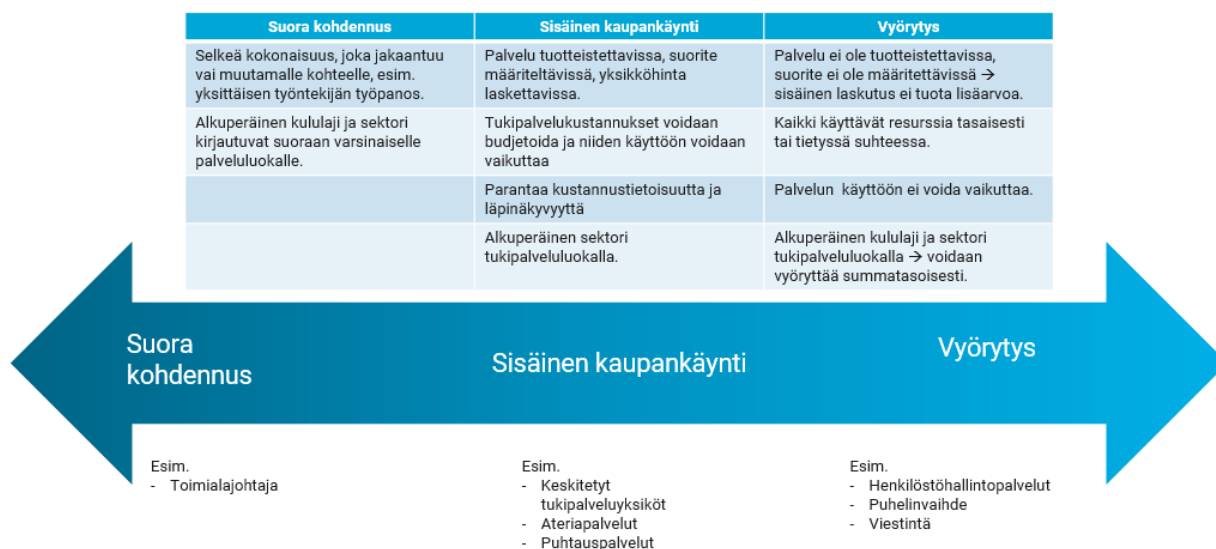 Suora kohdennus
Sisäinen kaupankäynti
Vyörytys
Selkeä kokonaisuus, joka jakaantuu
vai muutamalle kohteelle, esim.
yksittäisen työntekijän työpanos.
Palvelu tuotteistettavissa, suorite
määriteltävissä, yksikköhinta
laskettavissa.
Palvelu ei ole tuotteistettavissa,
suorite ei ole määritettävissä →
sisäinen laskutus ei tuota lisäarvoa.
Alkuperäinen kululaji ja sektori
kirjautuvat suoraan varsinaiselle
palveluluokalle.
Tukipalvelukustannukset voidaan
budjetoida ja niiden käyttöön voidaan
vaikuttaa
Kaikki käyttävät resurssia tasaisesti
tai tietyssä suhteessa.
Parantaa kustannustietoisuutta ja
läpinäkyvyyttä
Palvelun käyttöön ei voida vaikuttaa.
Alkuperäinen sektori
tukipalveluluokalla.
Alkuperäinen kululaji ja sektori
tukipalveluluokalla → voidaan
vyöryttää summatasoisesti.
Suora
kohdennus
Sisäinen kaupankäynti
Vyörytys
Esim.
- Toimialajohtaja
Esim.
- Keskitetyt
tukipalveluyksiköt
- Ateriapalvelut
- Puhtauspalvelut
Esim.
- Henkilöstöhallintopalvelut
- Puhelinvaihde
- Viestintä